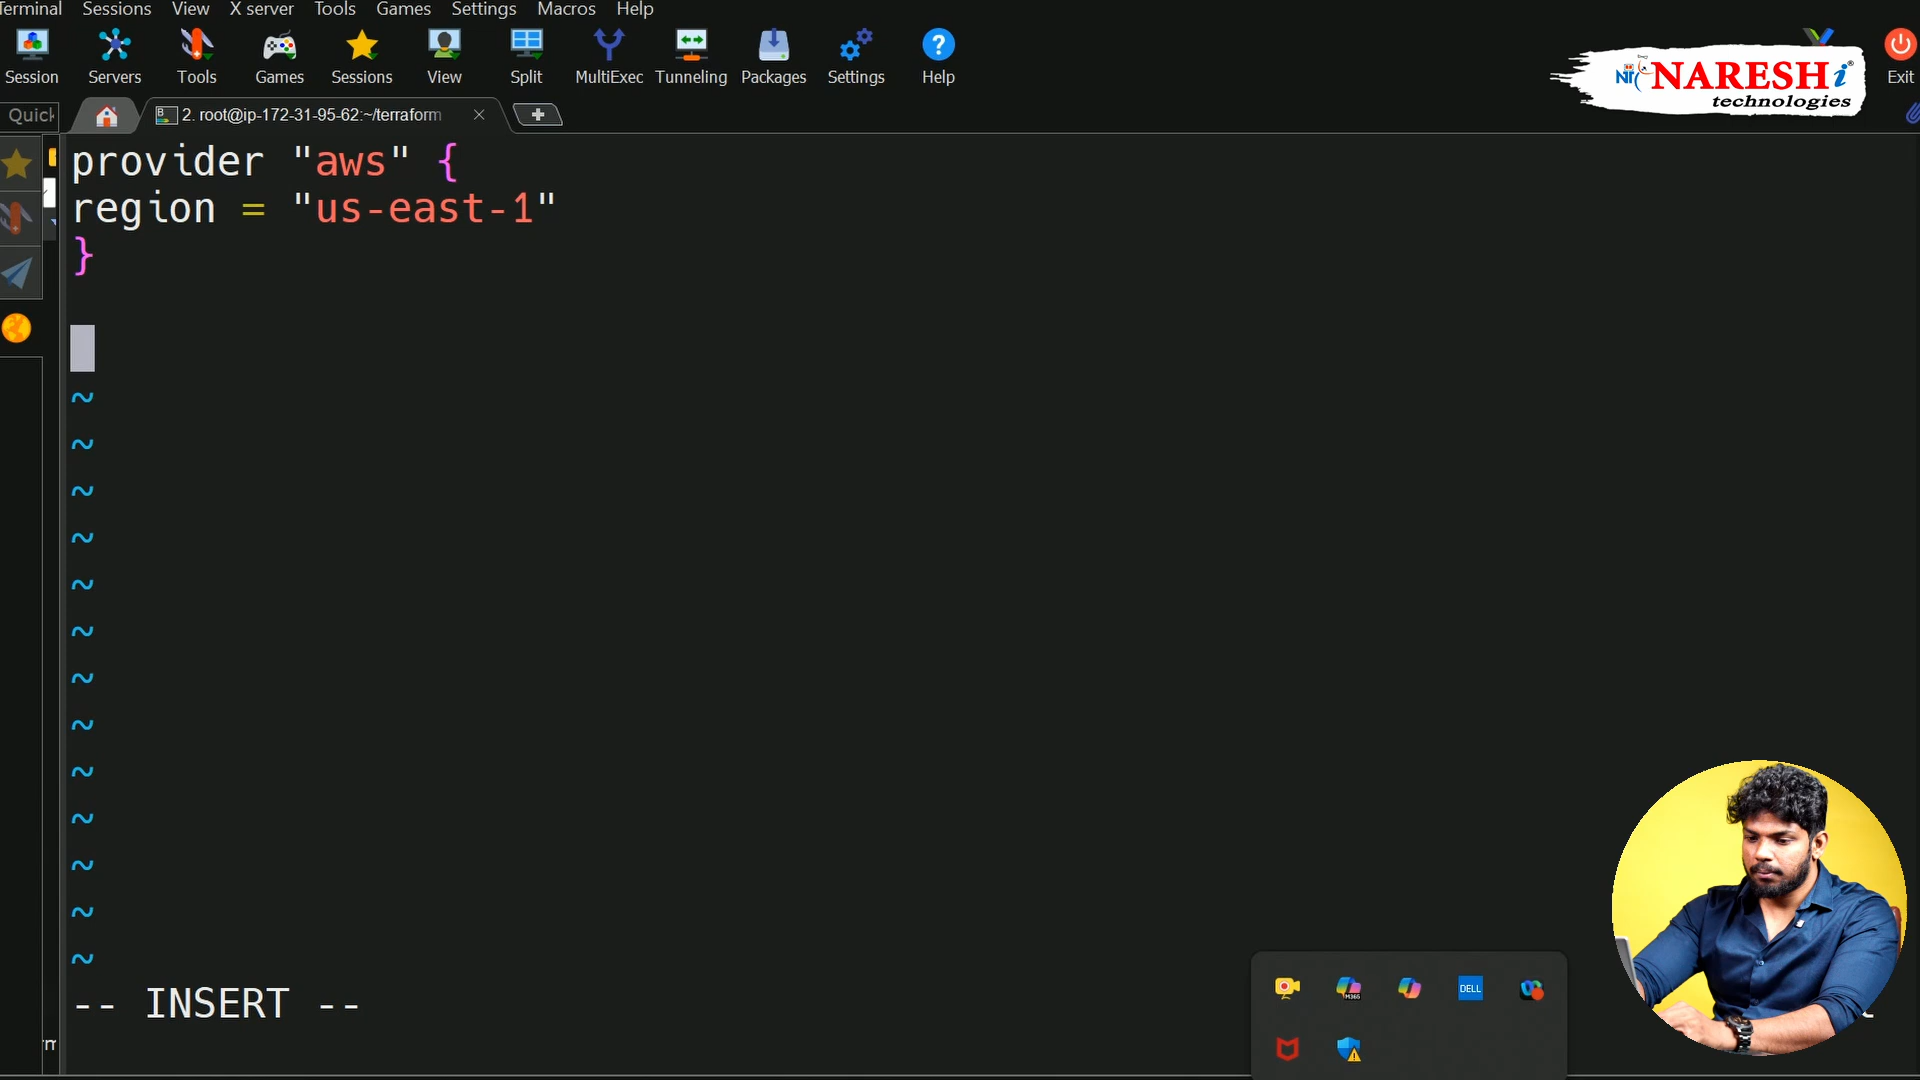 Terminal Sessions View X server Tools Games Settings Macros Help
Session Servers Tools Games Sessions View Split MultiExec Tunneling Packages Settings Help
Exit
NARESHi®
technologies
Quick
2. root@ip-172-31-95-62:~/terraform
provider "aws" {
region = "us-east-1"
}
~
~
~
~
~
~
~
~
~
~
~
~
~
-- INSERT --
M365
DELL